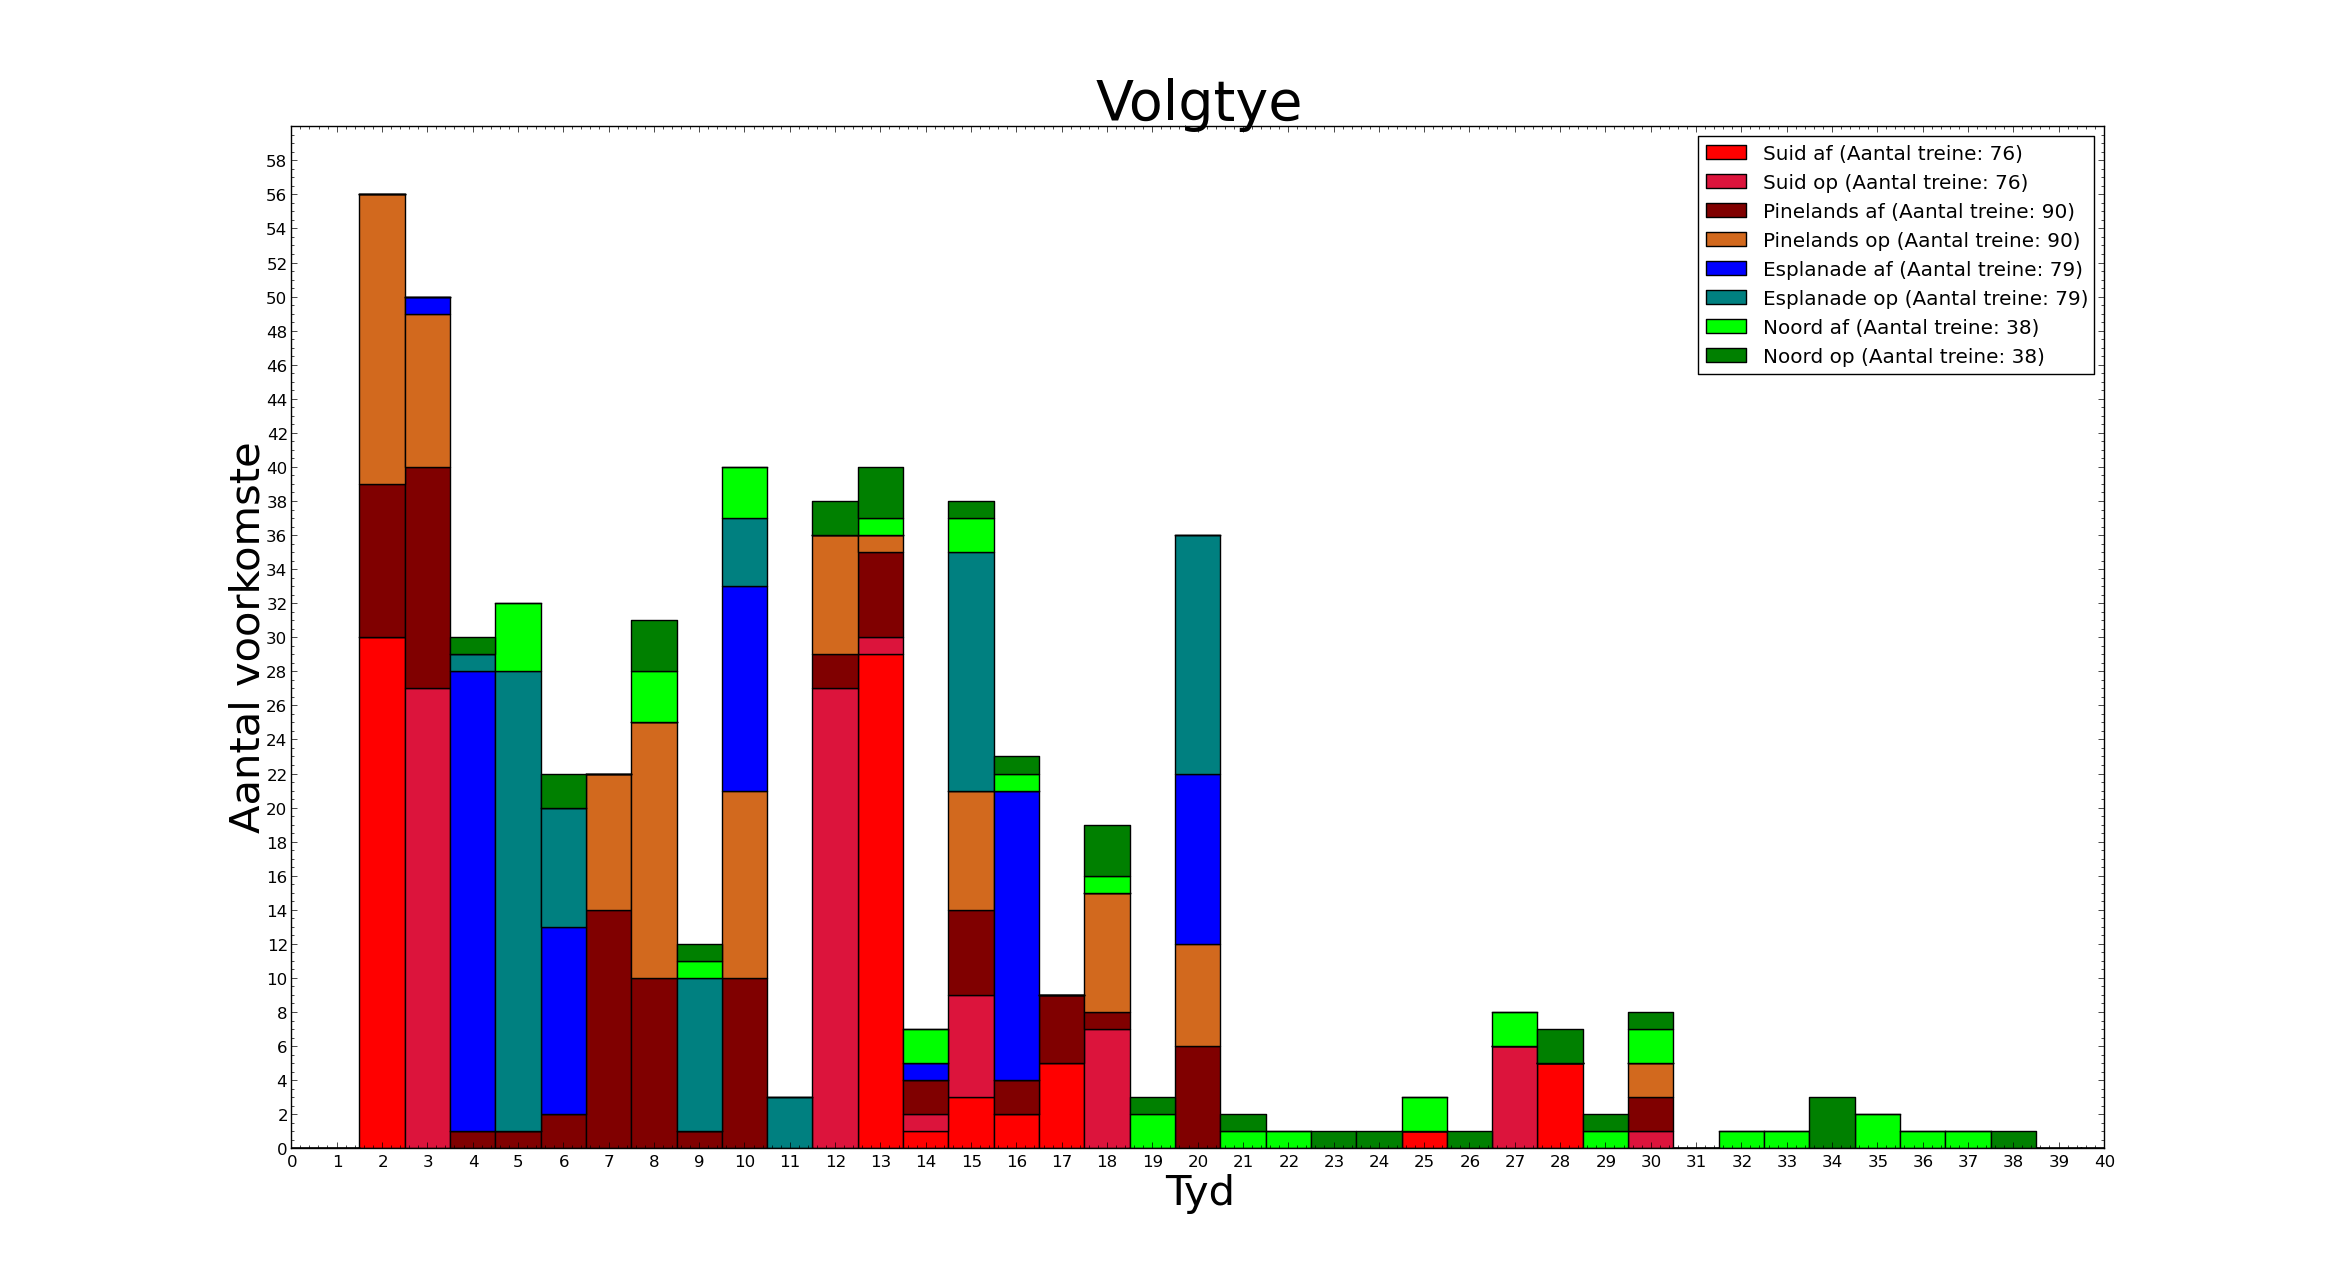 Volgtye
Suid af (Aantal treine: 76)
Suid op (Aantal treine: 76)
Pinelands af (Aantal treine: 90)
Pinelands op (Aantal treine: 90)
Esplanade af (Aantal treine: 79)
Esplanade op (Aantal treine: 79)
Noord af (Aantal treine: 38)
Noord op (Aantal treine: 38)
58
56
54
52
50
48
46
44
42
40
38
36
34
32
30
28
26
24
22
20
18
16
14
12
10
8
6
4
2
0
Aantal voorkomste
0 1 2 3 4 5 6 7 8 9 10 11 12 13 14 15 16 17 18 19 20 21 22 23 24 25 26 27 28 29 30 31 32 33 34 35 36 37 38 39 40
Tyd